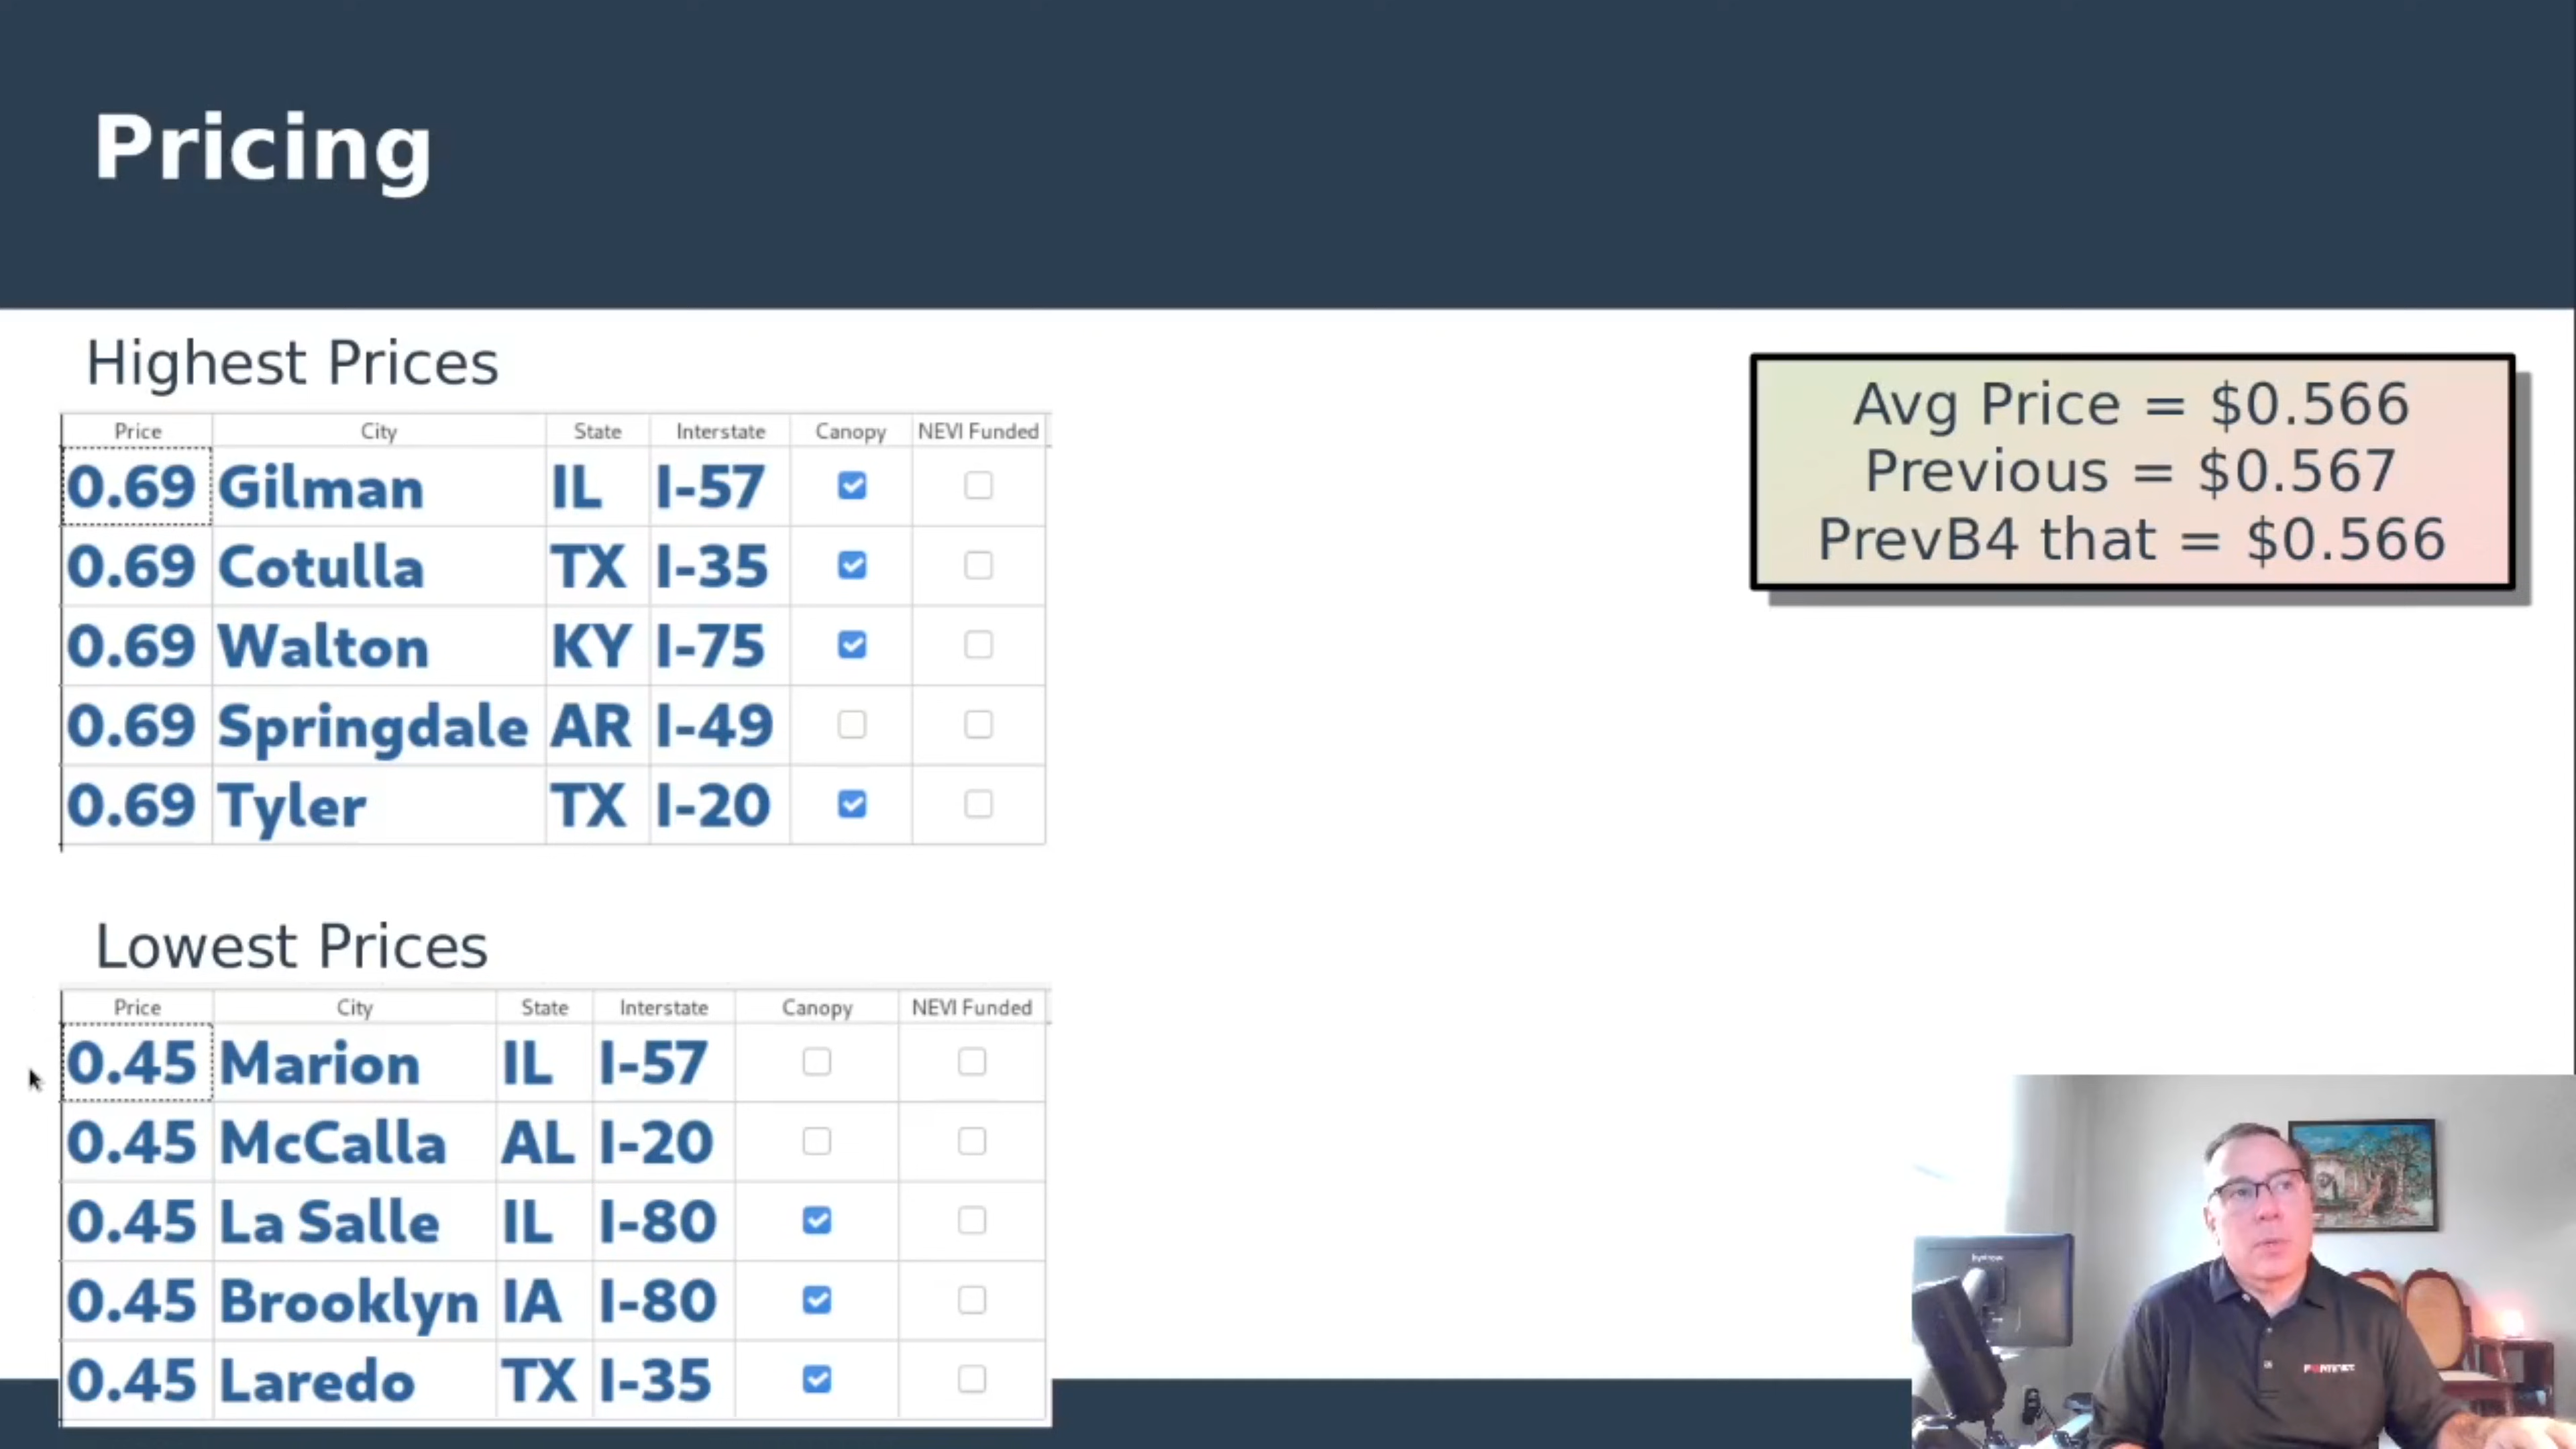 Pricing
Highest Prices
Price City State Interstate Canopy NEVI Funded
0.69 Gilman IL I-57
0.69 Cotulla TX I-35
0.69 Walton KY I-75
0.69 Springdale AR I-49
0.69 Tyler TX I-20
Avg Price = $0.566
Previous = $0.567
PrevB4 that = $0.566
Lowest Prices
Price City State Interstate Canopy NEVI Funded
0.45 Marion IL I-57
0.45 McCalla AL I-20
0.45 La Salle IL I-80
0.45 Brooklyn IA I-80
0.45 Laredo TX I-35
FORTINET